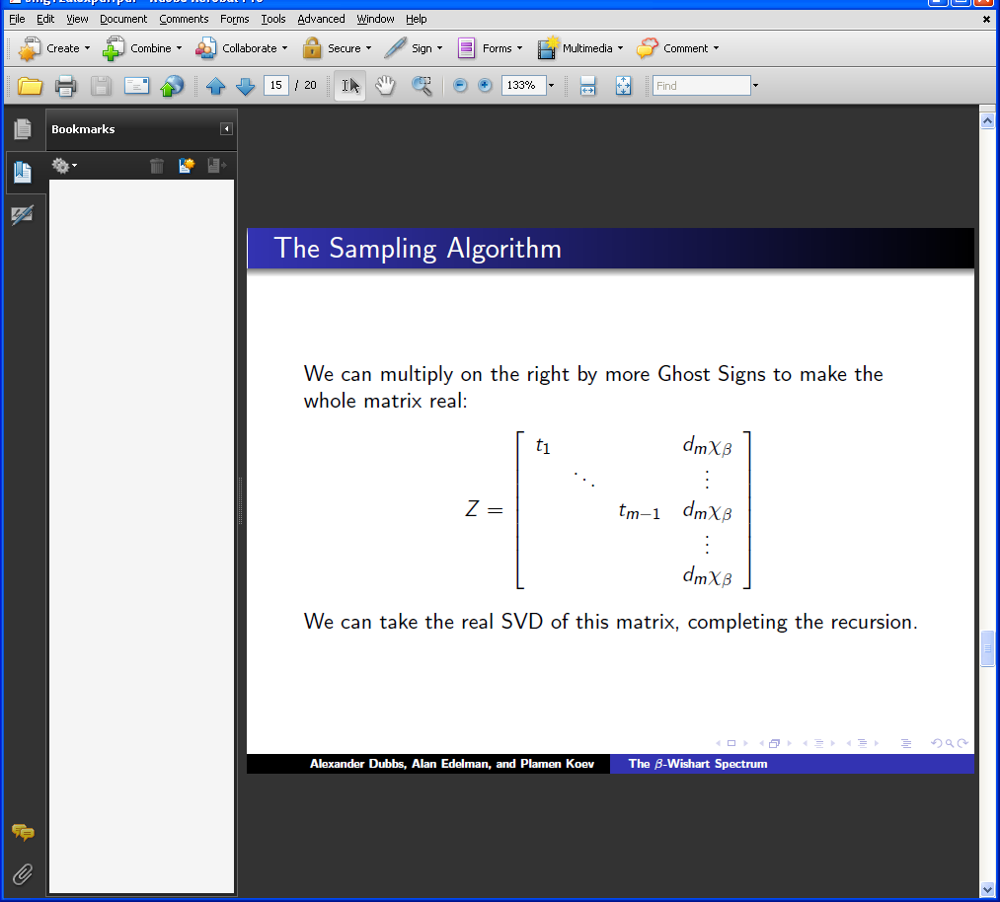 File Edit View Document Comments Forms Tools Advanced Window Help
Create Combine Collaborate Secure Sign Forms Multimedia Comment
15 / 20 133% Find
Bookmarks
The Sampling Algorithm
We can multiply on the right by more Ghost Signs to make the
whole matrix real:
t₁ dₘχᵦ
⋱ ⋮
Z = tₘ₋₁ dₘχᵦ
⋮
dₘχᵦ
We can take the real SVD of this matrix, completing the recursion.
Alexander Dubbs, Alan Edelman, and Plamen Koev The β-Wishart Spectrum